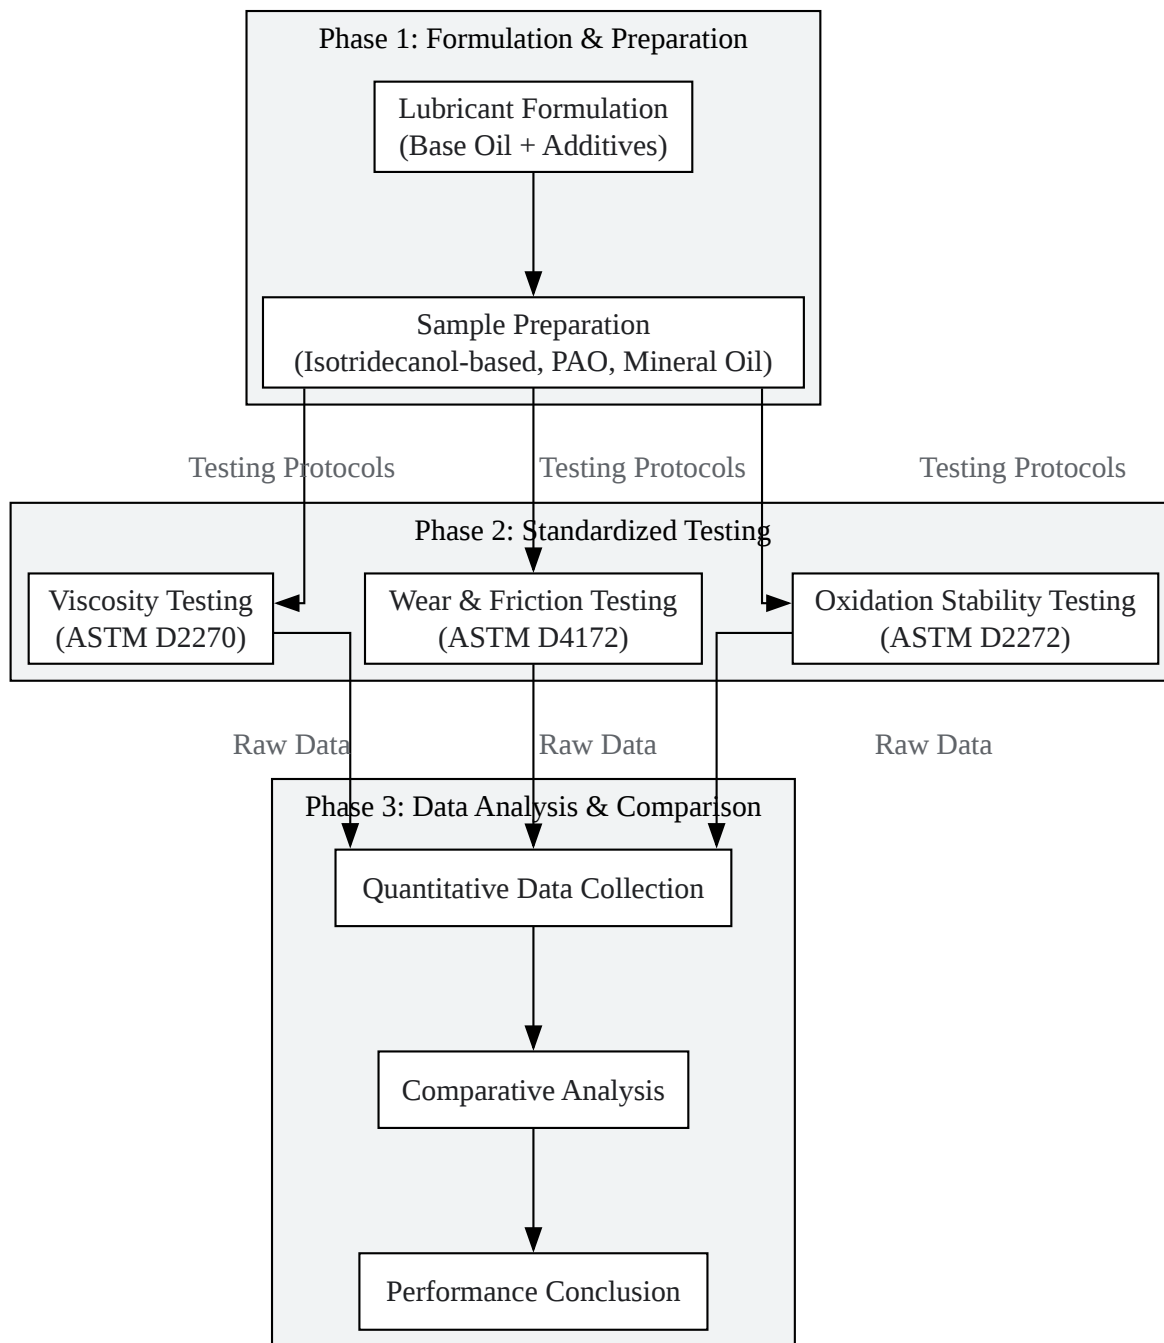 Phase 1: Formulation & Preparation
Lubricant Formulation
(Base Oil + Additives)
Sample Preparation
(Isotridecanol-based, PAO, Mineral Oil)
Testing Protocols
Testing Protocols
Testing Protocols
Phase 2: Standardized Testing
Viscosity Testing
(ASTM D2270)
Wear & Friction Testing
(ASTM D4172)
Oxidation Stability Testing
(ASTM D2272)
Raw Data
Raw Data
Raw Data
Phase 3: Data Analysis & Comparison
Quantitative Data Collection
Comparative Analysis
Performance Conclusion